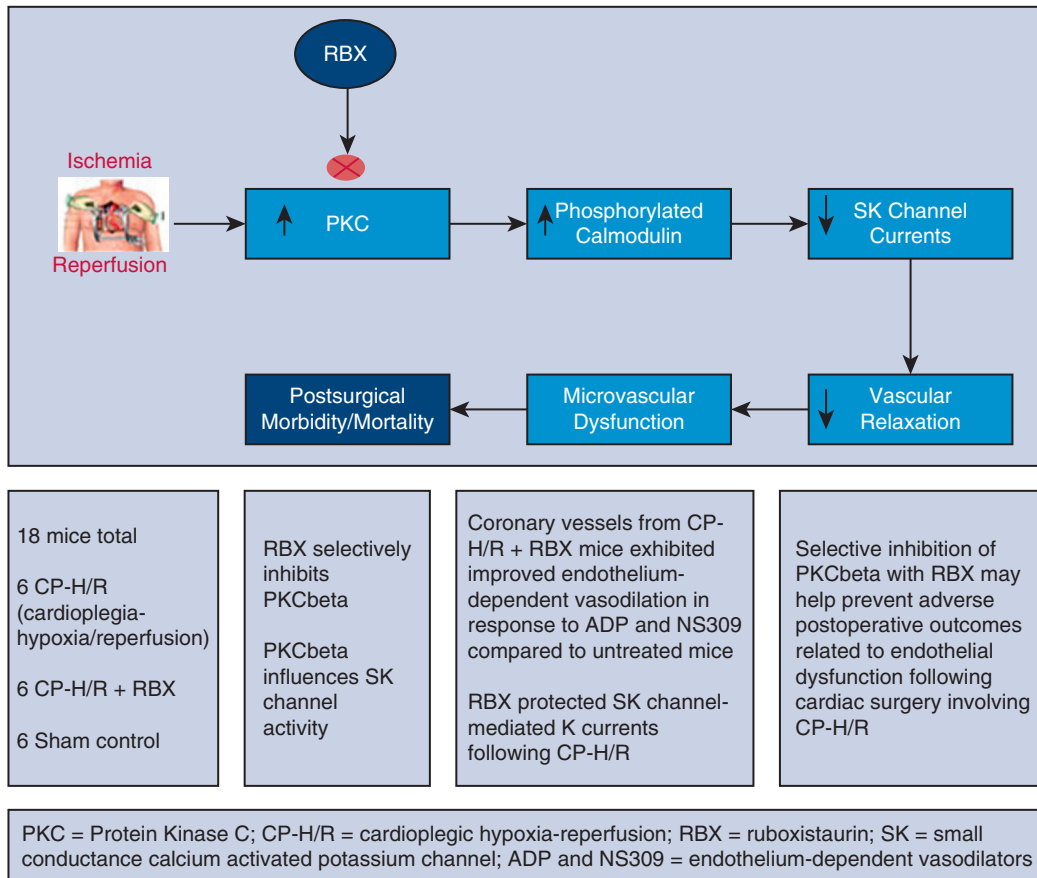 RBX
Ischemia
Reperfusion
PKC
Phosphorylated
Calmodulin
SK Channel
Currents
Postsurgical
Morbidity/Mortality
Microvascular
Dysfunction
Vascular
Relaxation
18 mice total
6 CP-H/R
(cardioplegia-
hypoxia/reperfusion)
6 CP-H/R + RBX
6 Sham control
RBX selectively
inhibits
PKCbeta
PKCbeta
influences SK
channel
activity
Coronary vessels from CP-
H/R + RBX mice exhibited
improved endothelium-
dependent vasodilation in
response to ADP and NS309
compared to untreated mice
RBX protected SK channel-
mediated K currents
following CP-H/R
Selective inhibition of
PKCbeta with RBX may
help prevent adverse
postoperative outcomes
related to endothelial
dysfunction following
cardiac surgery involving
CP-H/R
PKC = Protein Kinase C; CP-H/R = cardioplegic hypoxia-reperfusion; RBX = ruboxistaurin; SK = small
conductance calcium activated potassium channel; ADP and NS309 = endothelium-dependent vasodilators